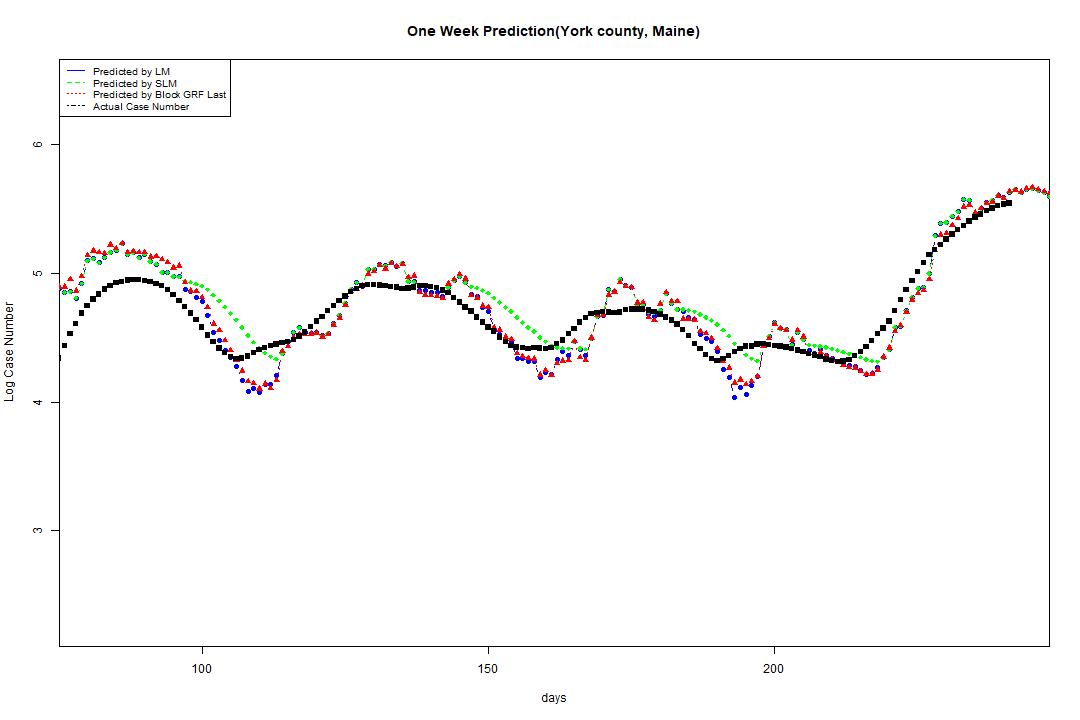 One Week Prediction(York county, Maine)
Predicted by LM
Predicted by SLM
Predicted by Block GRF Last
Actual Case Number
6
5
4
3
Log Case Number
100 150 200
days